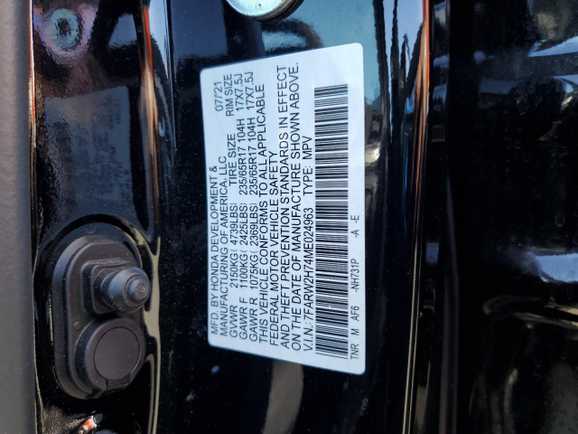 MFD. BY HONDA DEVELOPMENT & 07/21
MANUFACTURING OF AMERICA, LLC
GVWR 2150KG( 4739LBS) TIRE SIZE RIM SIZE
GAWR F 1100KG( 2425LBS) 235/65R17 104H 17X7.5J
GAWR R 1075KG( 2369LBS) 235/65R17 104H 17X7.5J
THIS VEHICLE CONFORMS TO ALL APPLICABLE
FEDERAL MOTOR VEHICLE SAFETY
AND THEFT PREVENTION STANDARDS IN EFFECT
ON THE DATE OF MANUFACTURE SHOWN ABOVE.
V.I.N.: 7FARW2H74ME024963 TYPE: MPV
TNR M AF6 -NH731P -A -E